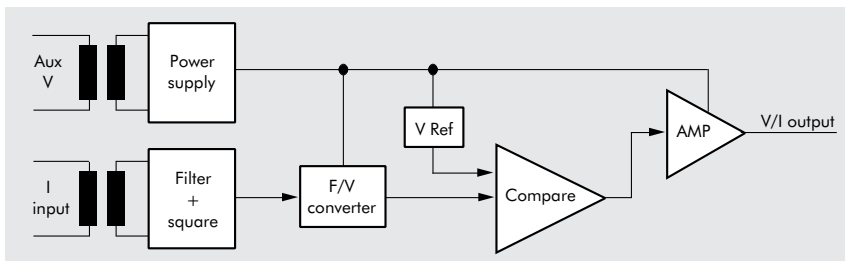 Aux
V
Power
supply
V Ref
AMP
V/I output
I
input
Filter
+
square
F/V
converter
Compare